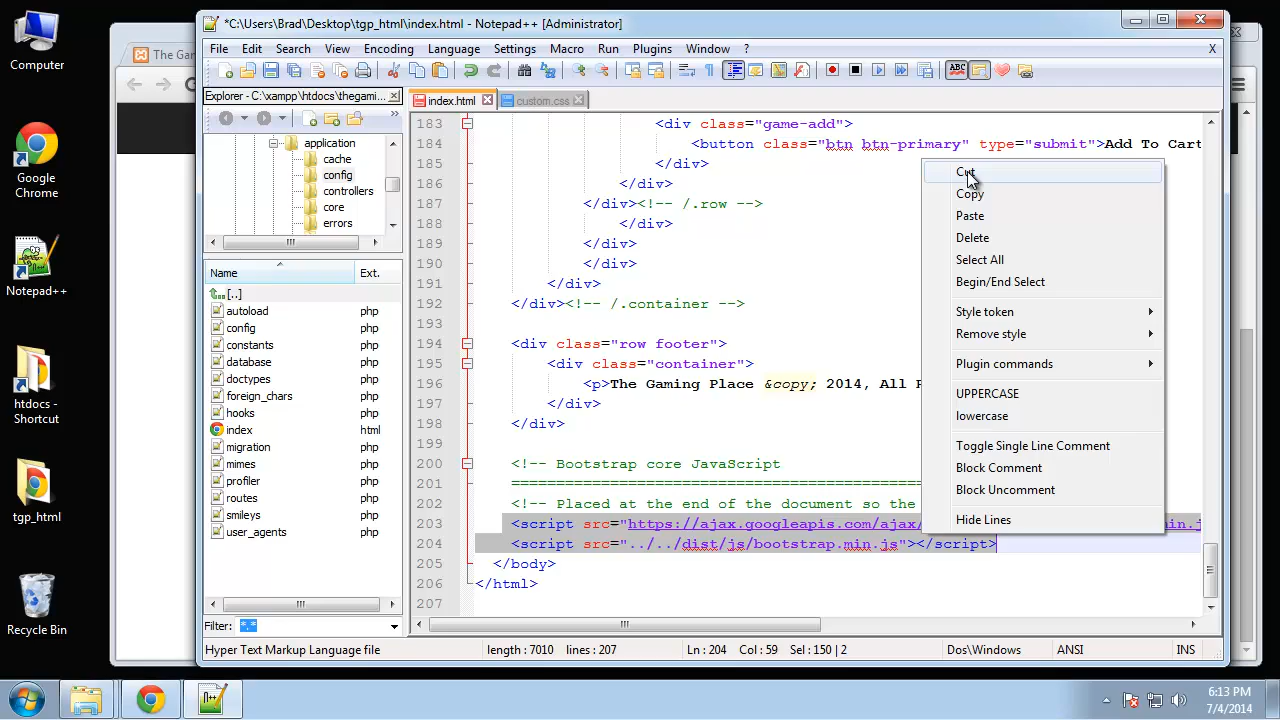 Computer
Google
Chrome
Notepad++
htdocs -
Shortcut
tgp_html
Recycle Bin
The Ga
*C:\Users\Brad\Desktop\tgp_html\index.html - Notepad++ [Administrator]
File Edit Search View Encoding Language Settings Macro Run Plugins Window ? X
Explorer - C:\xampp\htdocs\thegami...
application
cache
config
controllers
core
errors
Name Ext.
[..]
autoload php
config php
constants php
database php
doctypes php
foreign_chars php
hooks php
index html
migration php
mimes php
profiler php
routes php
smileys php
user_agents php
Filter: *.*
index.html custom.css
183 <div class="game-add">
184 <button class="btn btn-primary" type="submit">Add To Cart
185 </div>
186 </div>
187 </div><!-- /.row -->
188 </div>
189 </div>
190 </div>
191 </div>
192 </div><!-- /.container -->
193
194 <div class="row footer">
195 <div class="container">
196 <p>The Gaming Place &copy; 2014, All
197 </div>
198 </div>
199
200 <!-- Bootstrap core JavaScript
201 ==============================================
202 <!-- Placed at the end of the document so the
203 <script src="https://ajax.googleapis.com/ajax/
204 <script src="../../dist/js/bootstrap.min.js"></script>
205 </body>
206 </html>
207
Cut
Copy
Paste
Delete
Select All
Begin/End Select
Style token
Remove style
Plugin commands
UPPERCASE
lowercase
Toggle Single Line Comment
Block Comment
Block Uncomment
Hide Lines
Hyper Text Markup Language file length : 7010 lines : 207 Ln : 204 Col : 59 Sel : 150 | 2 Dos\Windows ANSI INS
6:13 PM
7/4/2014